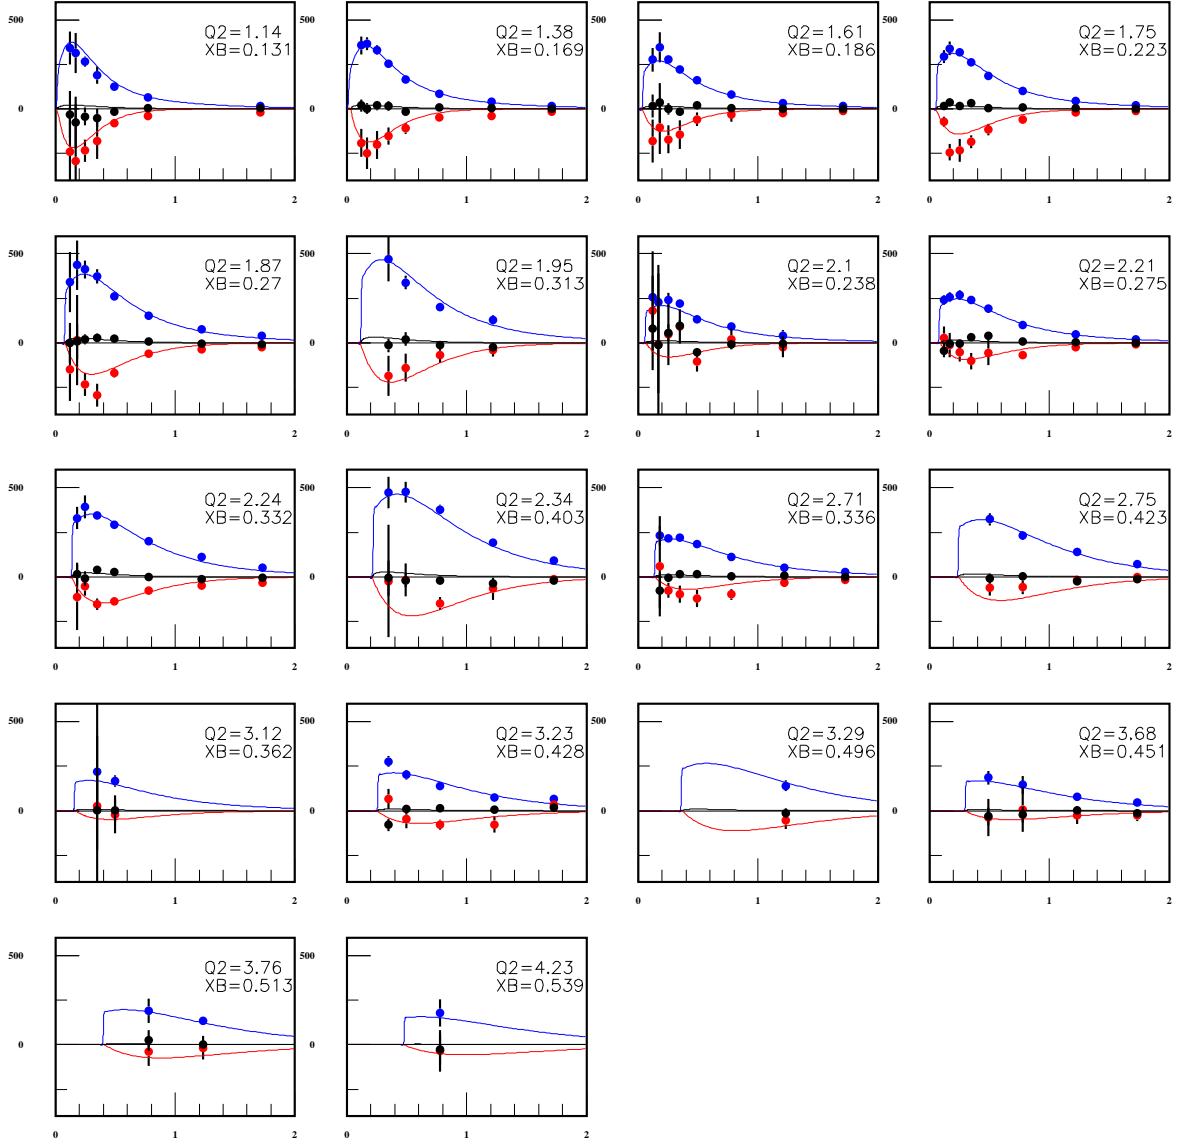 500
0
Q2=1.14
XB=0.131
0 1 2
500
0
Q2=1.38
XB=0.169
0 1 2
500
0
Q2=1.61
XB=0.186
0 1 2
500
0
Q2=1.75
XB=0.223
0 1 2
500
0
Q2=1.87
XB=0.27
0 1 2
500
0
Q2=1.95
XB=0.313
0 1 2
500
0
Q2=2.1
XB=0.238
0 1 2
500
0
Q2=2.21
XB=0.275
0 1 2
500
0
Q2=2.24
XB=0.332
0 1 2
500
0
Q2=2.34
XB=0.403
0 1 2
500
0
Q2=2.71
XB=0.336
0 1 2
500
0
Q2=2.75
XB=0.423
0 1 2
500
0
Q2=3.12
XB=0.362
0 1 2
500
0
Q2=3.23
XB=0.428
0 1 2
500
0
Q2=3.29
XB=0.496
0 1 2
500
0
Q2=3.68
XB=0.451
0 1 2
500
0
Q2=3.76
XB=0.513
0 1 2
500
0
Q2=4.23
XB=0.539
0 1 2